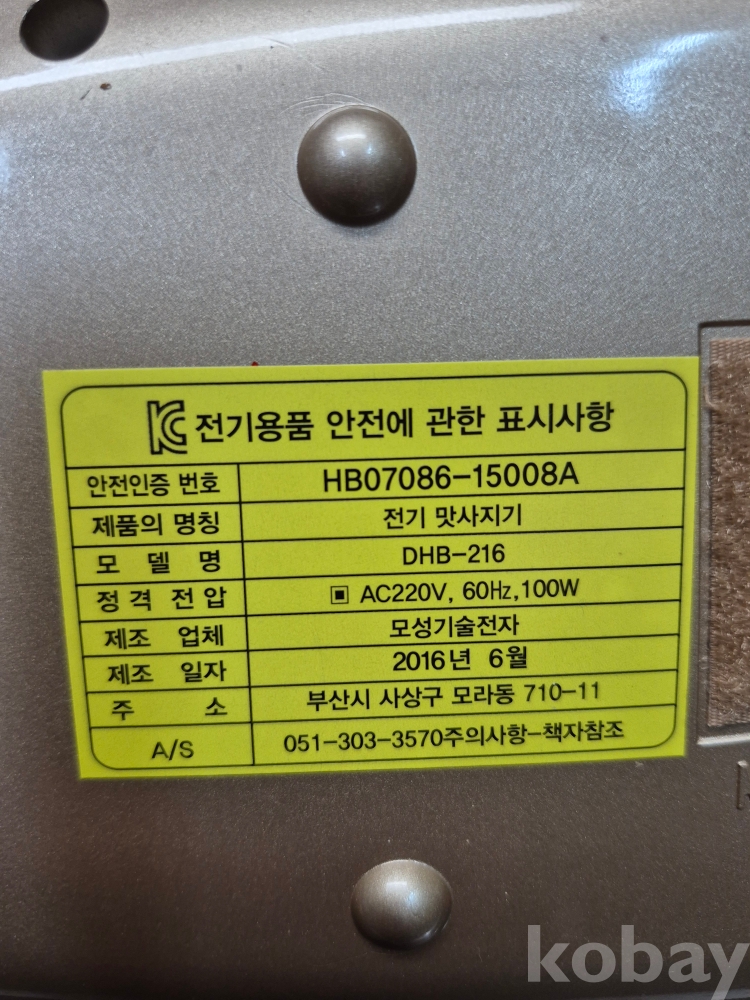 KC 전기용품 안전에 관한 표시사항
안전인증 번호 HB07086-15008A
제품의 명칭 전기 맛사지기
모 델 명 DHB-216
정 격 전 압 AC220V, 60Hz,100W
제조 업체 모성기술전자
제조 일자 2016년 6월
주 소 부산시 사상구 모라동 710-11
A/S 051-303-3570주의사항-책자참조
kobay